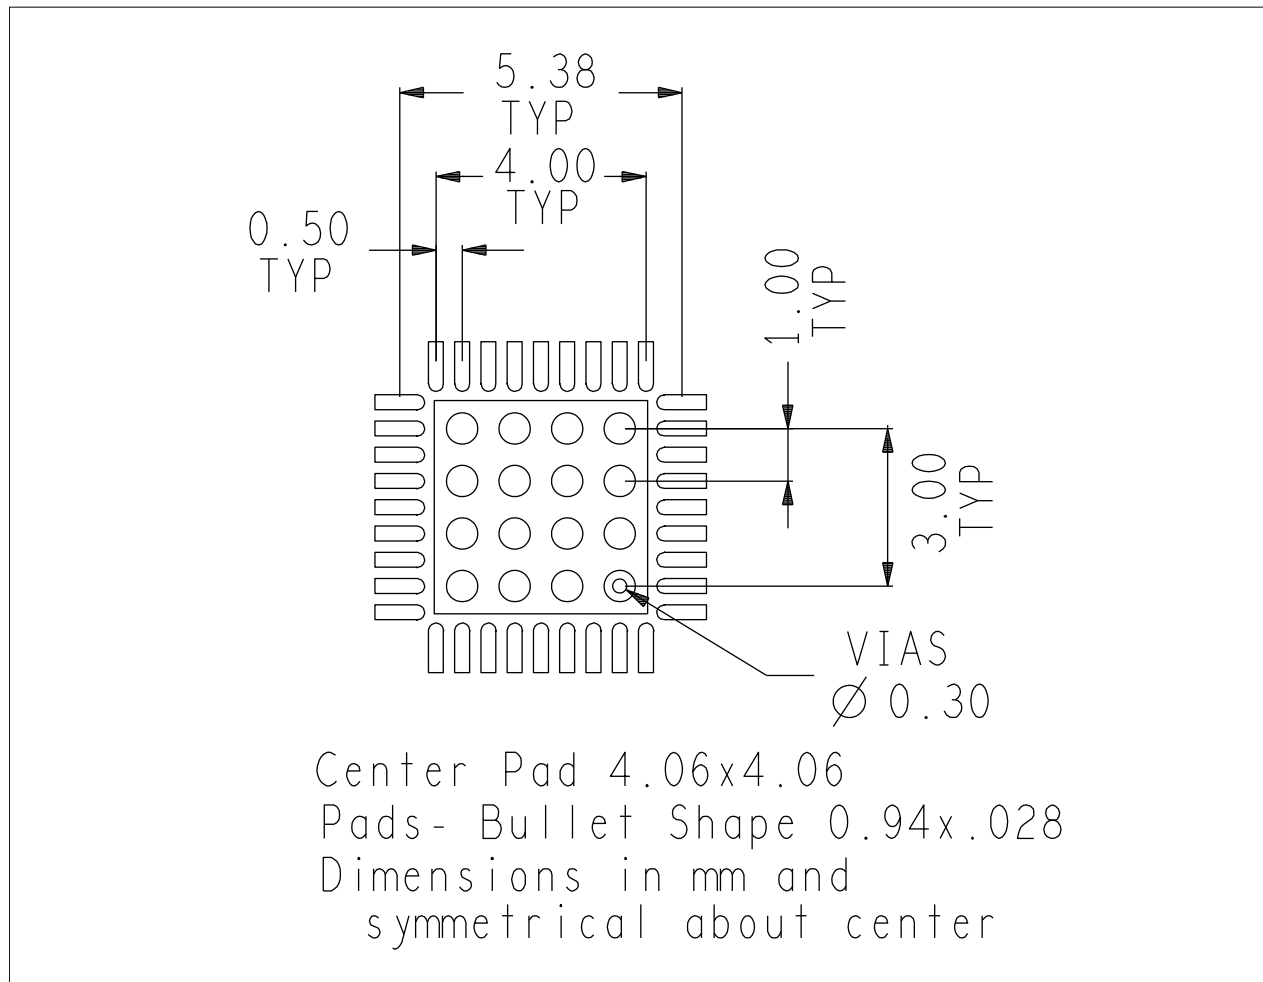 5.38
TYP
4.00
TYP
0.50
TYP
1.00
TYP
3.00
TYP
VIAS
Ø 0.30
Center Pad 4.06x4.06
Pads- Bullet Shape 0.94x.028
Dimensions in mm and
symmetrical about center